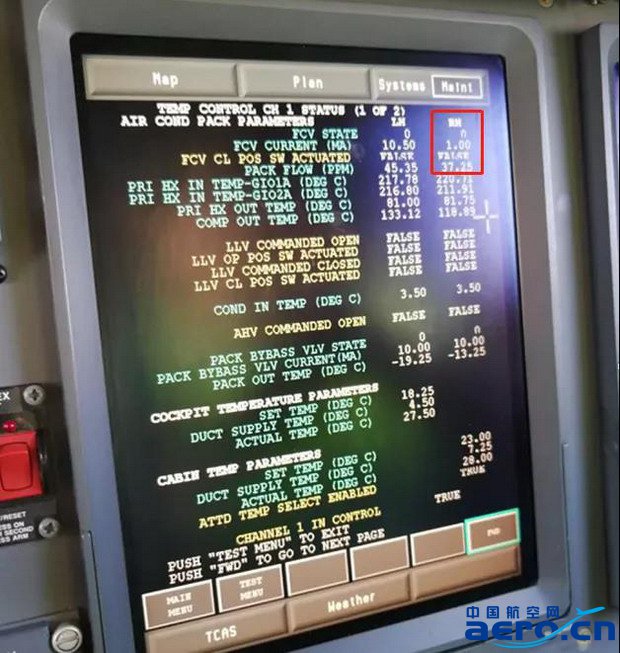 Map Plan Systems Maint
TEMP CONTROL CH 1 STATUS (1 OF 2)
AIR COND PACK PARAMETERS LH RH
FCV STATE 0 0
FCV CURRENT (MA) 10.50 1.00
FCV CL POS SW ACTUATED FALSE FALSE
PACK FLOW (PPM) 45.35 37.25
PRI HX IN TEMP-GI01A (DEG C) 217.78 220.71
PRI HX IN TEMP-GI02A (DEG C) 216.80 211.91
PRI HX OUT TEMP (DEG C) 81.00 81.75
COMP OUT TEMP (DEG C) 133.12 118.89
LLV COMMANDED OPEN FALSE FALSE
LLV OP POS SW ACTUATED FALSE FALSE
LLV COMMANDED CLOSED FALSE FALSE
LLV CL POS SW ACTUATED FALSE FALSE
COND IN TEMP (DEG C) 3.50 3.50
AHV COMMANDED OPEN FALSE FALSE
PACK BYBASS VLV STATE 0 0
PACK BYBASS VLV CURRENT(MA) 10.00 10.00
PACK OUT TEMP (DEG C) -19.25 -13.25
COCKPIT TEMPERATURE PARAMETERS
SET TEMP (DEG C) 18.25
DUCT SUPPLY TEMP (DEG C) 4.50
ACTUAL TEMP (DEG C) 27.50
CABIN TEMP PARAMETERS
SET TEMP (DEG C) 23.00
DUCT SUPPLY TEMP (DEG C) 7.25
ACTUAL TEMP (DEG C) 28.00
ATTD TEMP SELECT ENABLED TRUE
CHANNEL 1 IN CONTROL TRUE
PUSH "TEST MENU" TO EXIT
PUSH "FWD" TO GO TO NEXT PAGE
MAIN MENU
TEST MENU
FWD
TCAS Weather
EX
/RESET
SS ON
SECOND
SS ARM
中国航空网
aero.cn